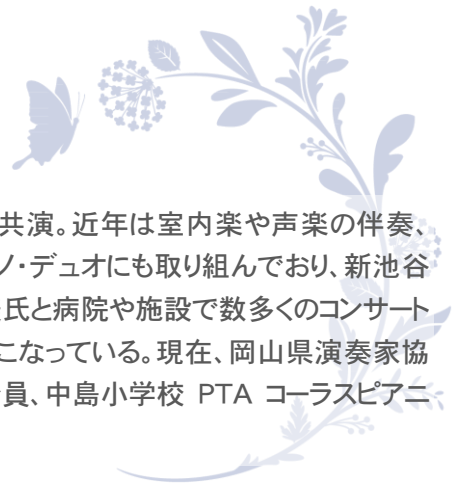 共演。近年は室内楽や声楽の伴奏、
ノ・デュオにも取り組んでおり、新池谷
氏と病院や施設で数多くのコンサート
こなっている。現在、岡山県演奏家協
員、中島小学校 PTA コーラスピアニ